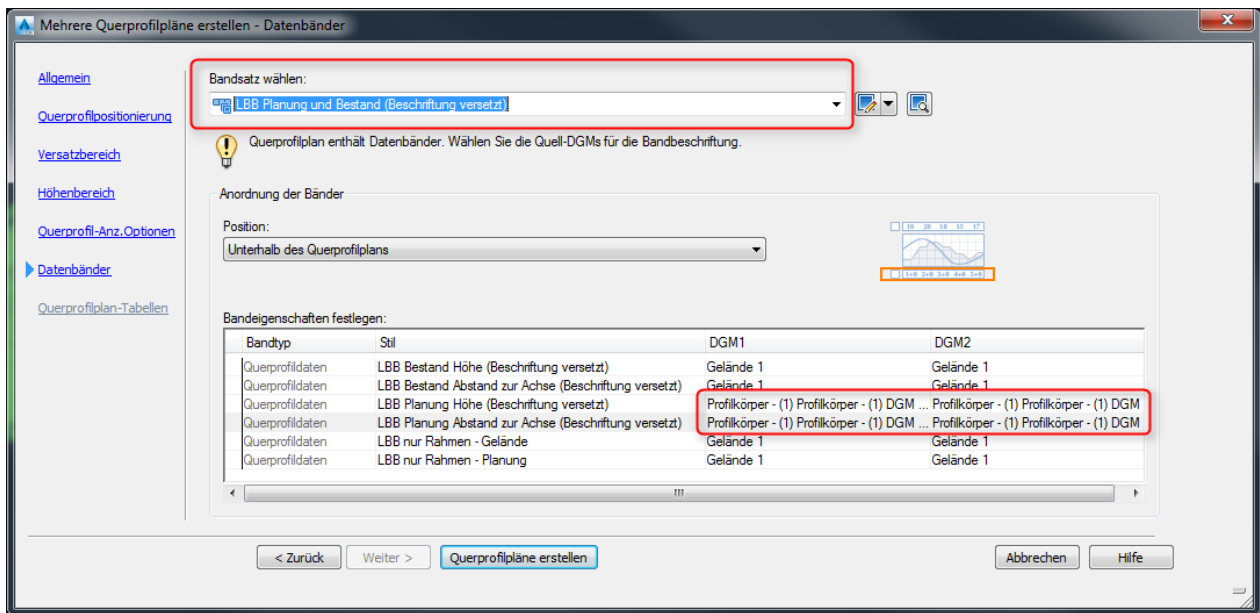 Mehrere Querprofilpläne erstellen - Datenbänder
Allgemein
Querprofilpositionierung
Versatzbereich
Höhenbereich
Querprofil-Anz.Optionen
Datenbänder
Querprofilplan-Tabellen
Bandsatz wählen:
LBB Planung und Bestand (Beschriftung versetzt)
Querprofilplan enthält Datenbänder. Wählen Sie die Quell-DGMs für die Bandbeschriftung.
Anordnung der Bänder
Position:
Unterhalb des Querprofilplans
Bandeigenschaften festlegen:
Bandtyp Stil DGM1 DGM2
Querprofildaten LBB Bestand Höhe (Beschriftung versetzt) Gelände 1 Gelände 1
Querprofildaten LBB Bestand Abstand zur Achse (Beschriftung versetzt) Gelände 1 Gelände 1
Querprofildaten LBB Planung Höhe (Beschriftung versetzt) Profilkörper - (1) Profilkörper - (1) DGM ... Profilkörper - (1) Profilkörper - (1) DGM
Querprofildaten LBB Planung Abstand zur Achse (Beschriftung versetzt) Profilkörper - (1) Profilkörper - (1) DGM ... Profilkörper - (1) Profilkörper - (1) DGM
Querprofildaten LBB nur Rahmen - Gelände Gelände 1 Gelände 1
Querprofildaten LBB nur Rahmen - Planung Gelände 1 Gelände 1
< Zurück Weiter > Querprofilpläne erstellen Abbrechen Hilfe